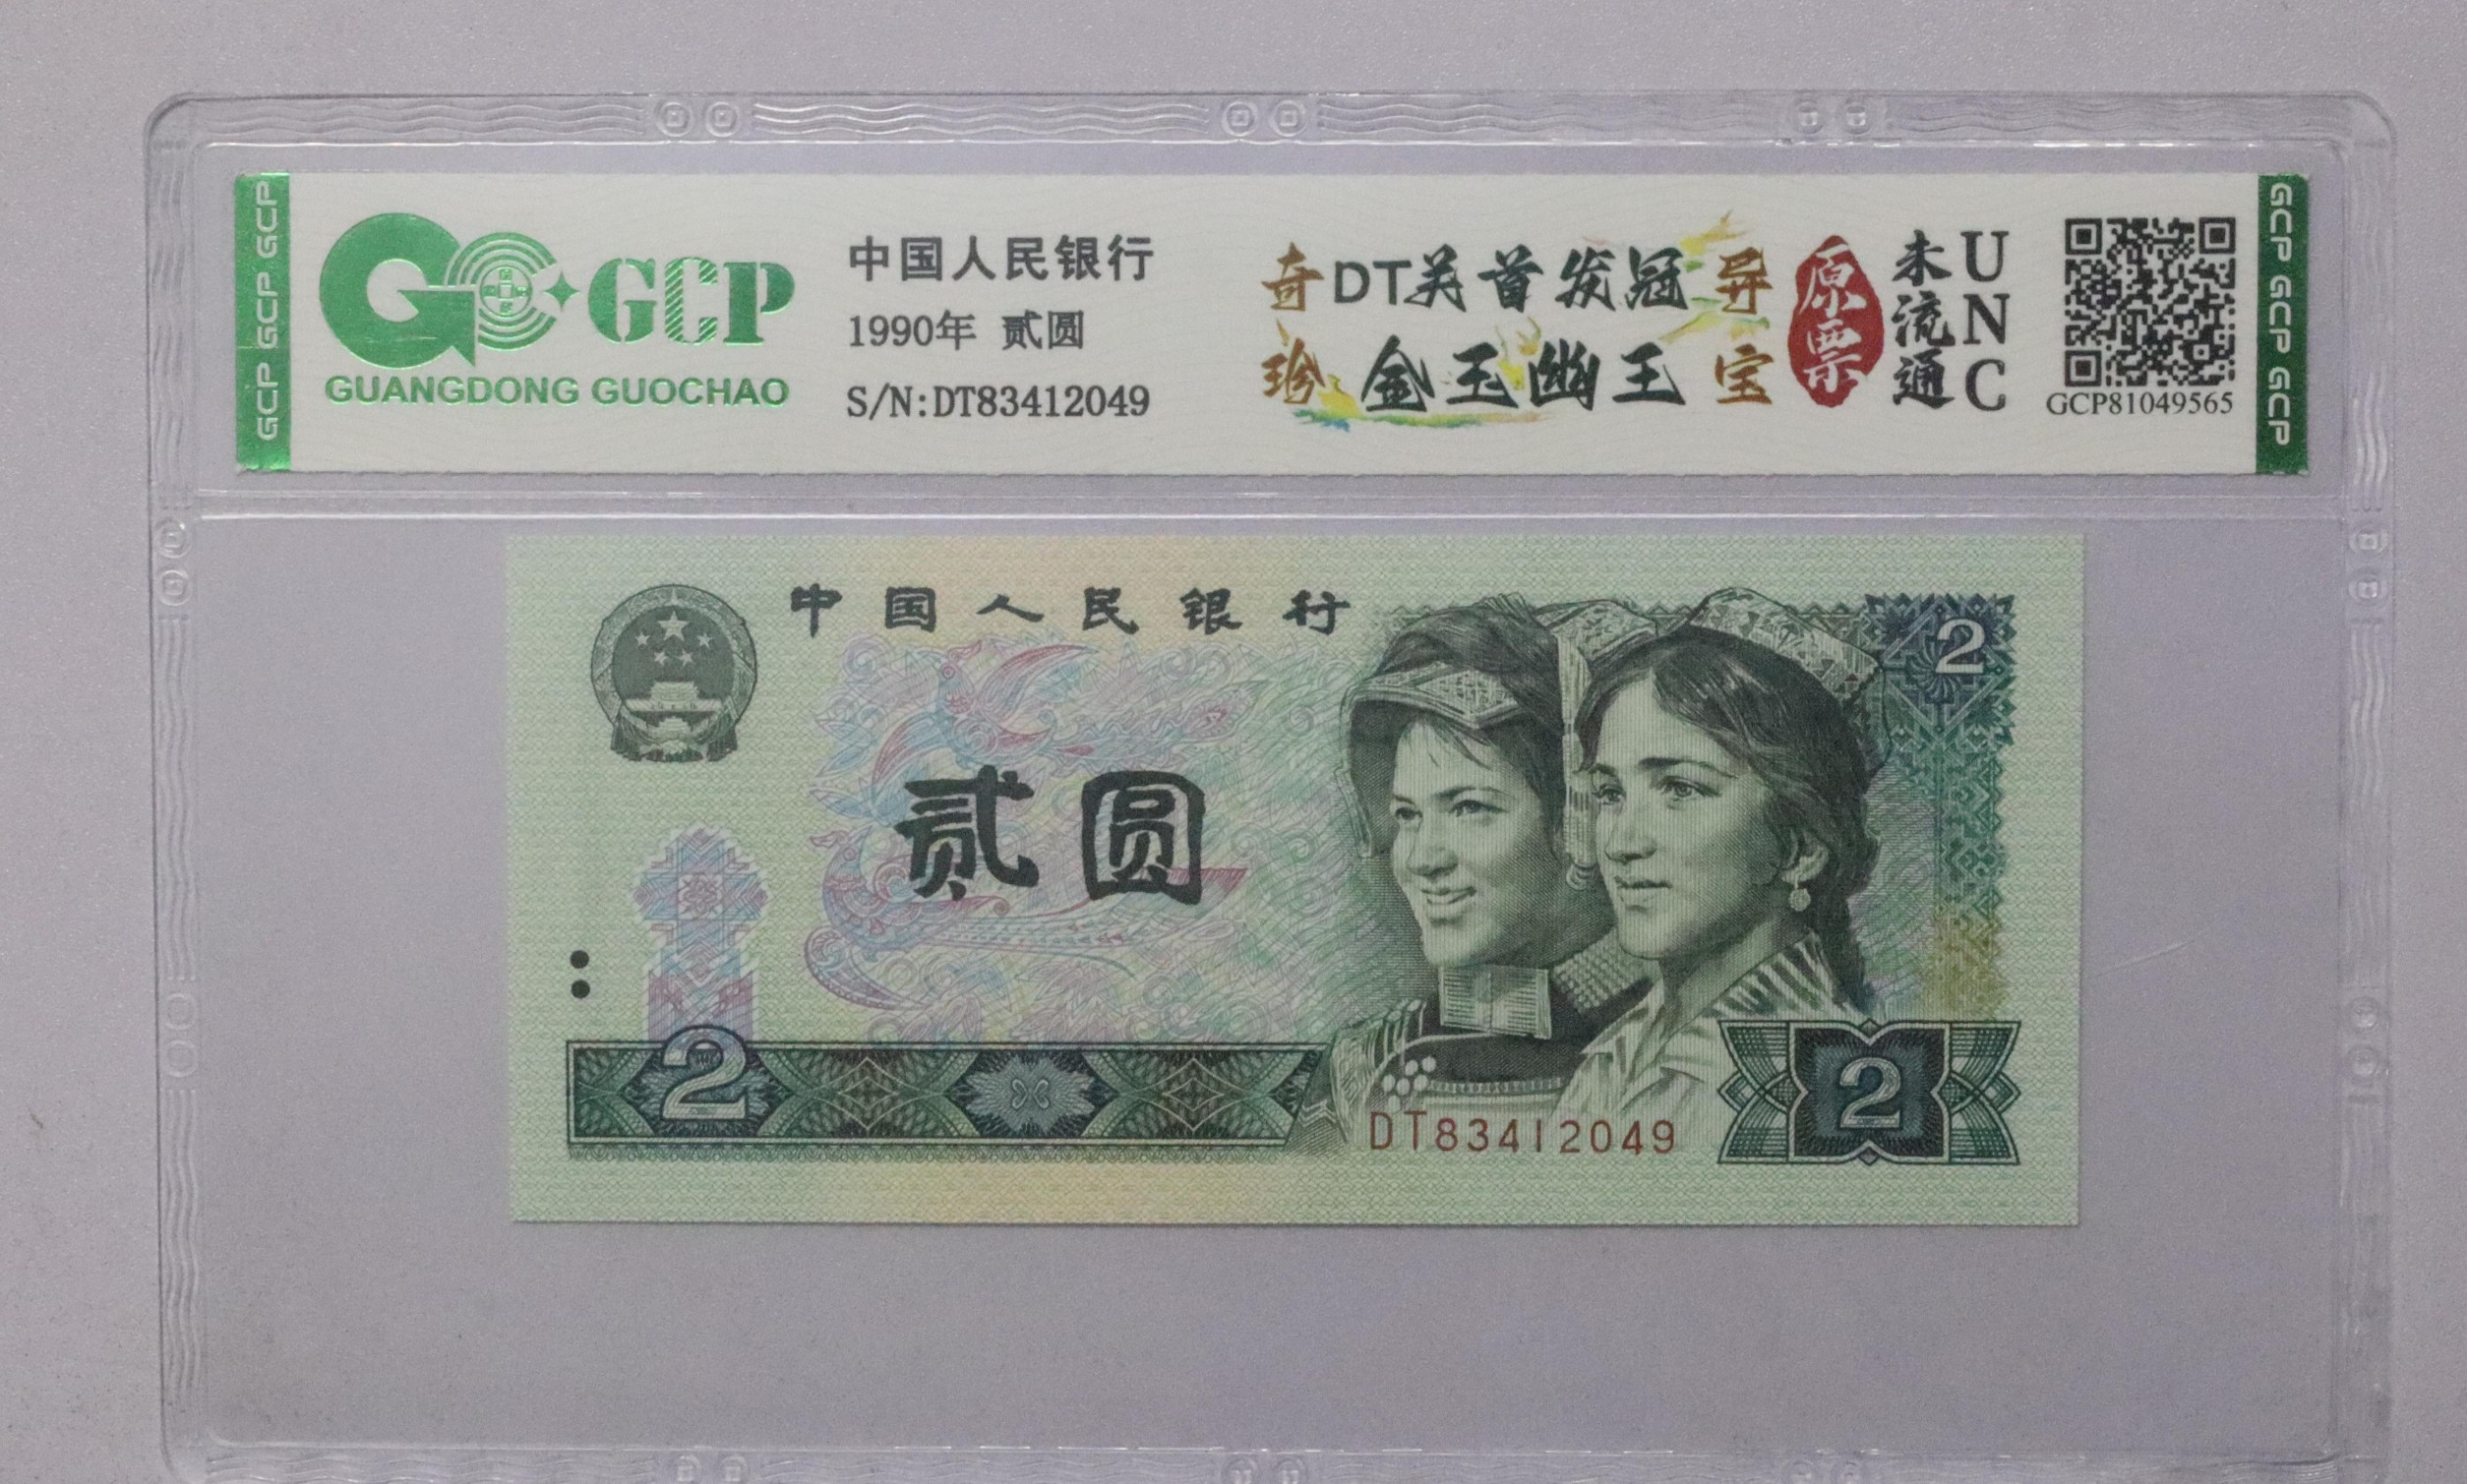 GCP GCP GCP
GCP
GUANGDONG GUOCHAO
中国人民银行
1990年 贰圆
S/N:DT83412049
奇珍
DT关首发冠
金玉幽王
异宝
原票
未流通
UNC
GCP81049565
GCP GCP GCP
中国人民银行
2
贰圆
2
DT83412049
2